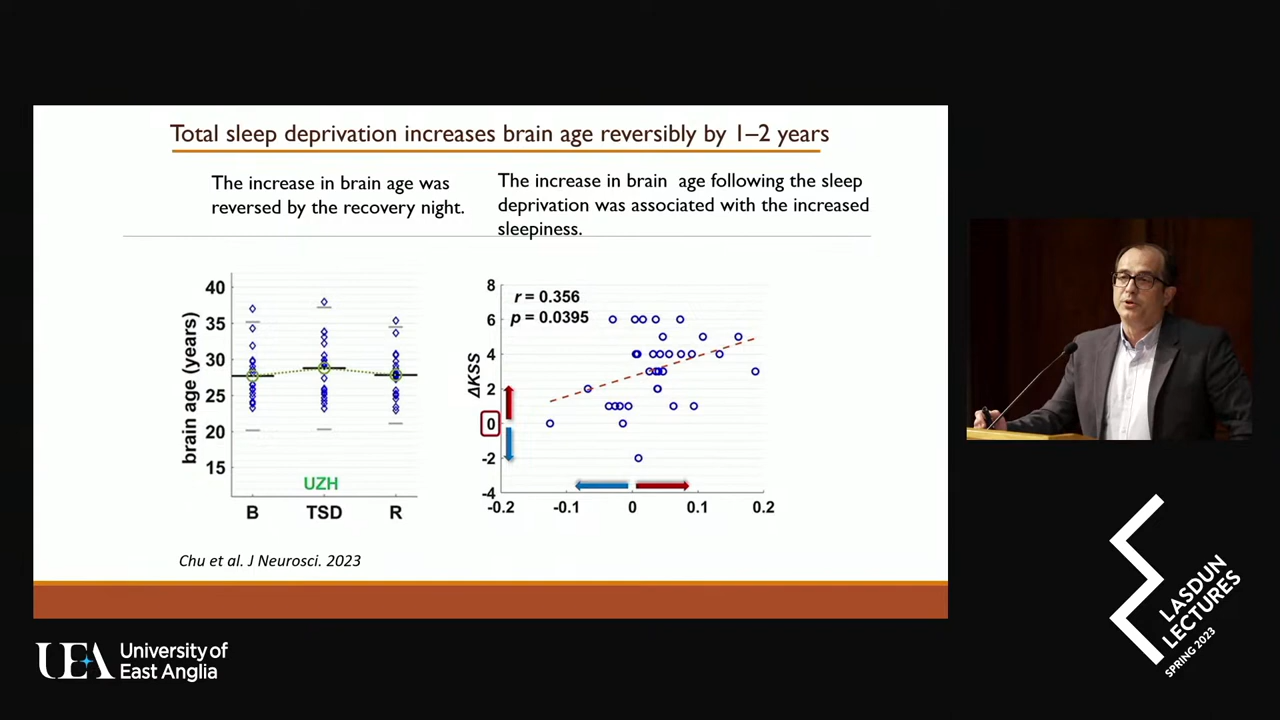 Total sleep deprivation increases brain age reversibly by 1–2 years
The increase in brain age was
reversed by the recovery night.
The increase in brain  age following the sleep
deprivation was associated with the increased
sleepiness.
brain age (years)
40
35
30
25
20
15
UZH
B TSD R
ΔKSS
8
6
4
2
0
-2
-4
r = 0.356
p = 0.0395
-0.2 -0.1 0 0.1 0.2
Chu et al. J Neurosci. 2023
UEA University of
East Anglia
LASDUN
LECTURES
SPRING 2023